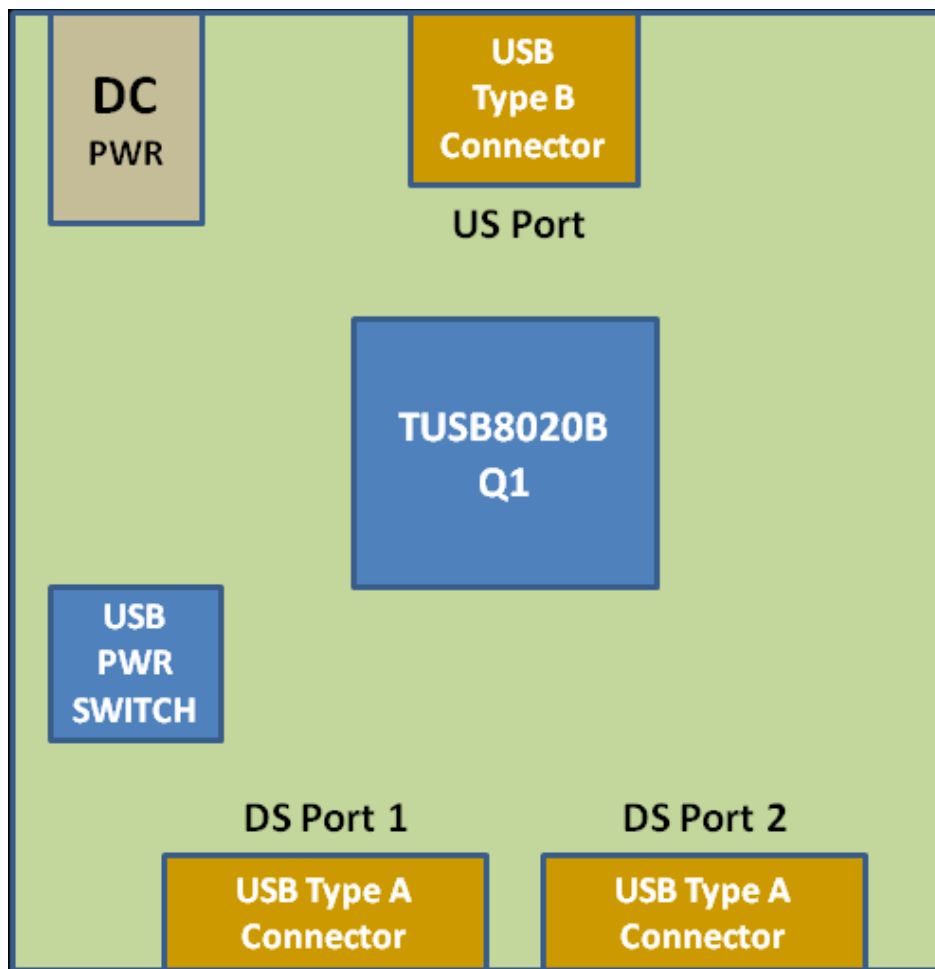 DC
PWR
USB
Type B
Connector
US Port
TUSB8020B
Q1
USB
PWR
SWITCH
DS Port 1
DS Port 2
USB Type A
Connector
USB Type A
Connector